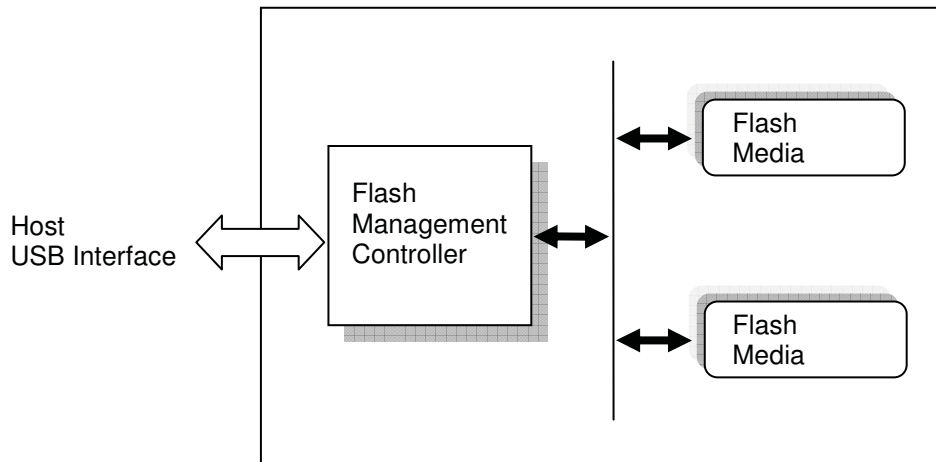 Host
USB Interface
Flash
Management
Controller
Flash
Media
Flash
Media